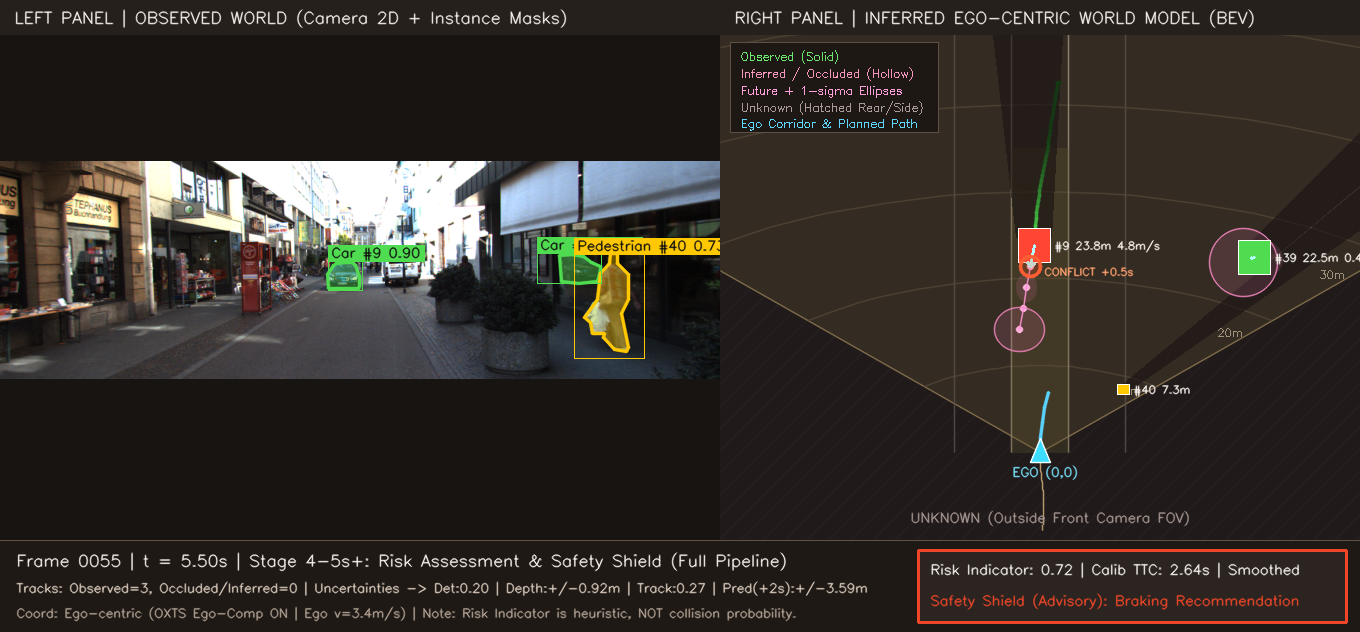 LEFT PANEL | OBSERVED WORLD (Camera 2D + Instance Masks)
RIGHT PANEL | INFERRED EGO-CENTRIC WORLD MODEL (BEV)
Observed (Solid)
Inferred / Occluded (Hollow)
Future + 1-sigma Ellipses
Unknown (Hatched Rear/Side)
Ego Corridor & Planned Path
TEPHANUS
Buchhandlung
ANUS
Car #9 0.90
Car
Pedestrian #40 0.73
#9 23.8m 4.8m/s
CONFLICT +0.5s
#39 22.5m 0.4
30m
20m
#40 7.3m
EGO (0,0)
UNKNOWN (Outside Front Camera FOV)
Frame 0055 | t = 5.50s | Stage 4-5s+: Risk Assessment & Safety Shield (Full Pipeline)
Tracks: Observed=3, Occluded/Inferred=0 | Uncertainties -> Det:0.20 | Depth:+/-0.92m | Track:0.27 | Pred(+2s):+/-3.59m
Coord: Ego-centric (OXTS Ego-Comp ON | Ego v=3.4m/s) | Note: Risk Indicator is heuristic, NOT collision probability.
Risk Indicator: 0.72 | Calib TTC: 2.64s | Smoothed
Safety Shield (Advisory): Braking Recommendation